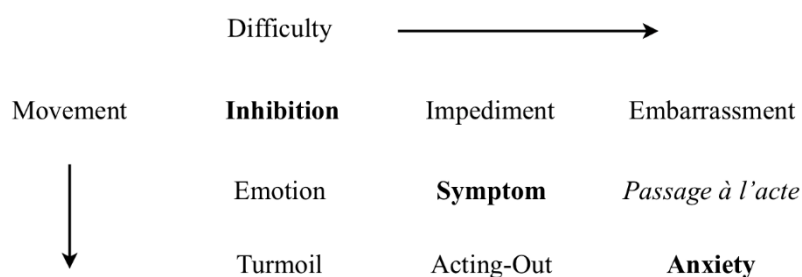 Difficulty
Movement Inhibition Impediment Embarrassment
Emotion Symptom Passage à l’acte
Turmoil Acting-Out Anxiety